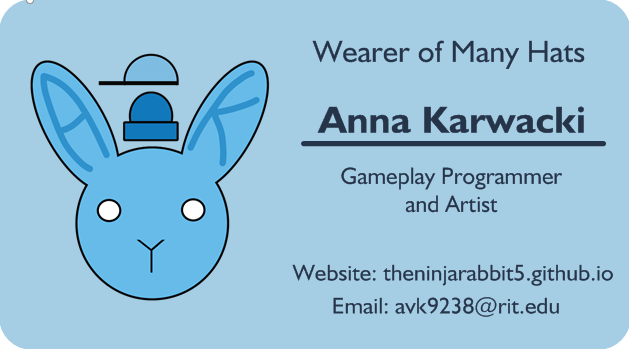 A K
Wearer of Many Hats
Anna Karwacki
Gameplay Programmer
and Artist
Website: theninjarabbit5.github.io
Email: avk9238@rit.edu